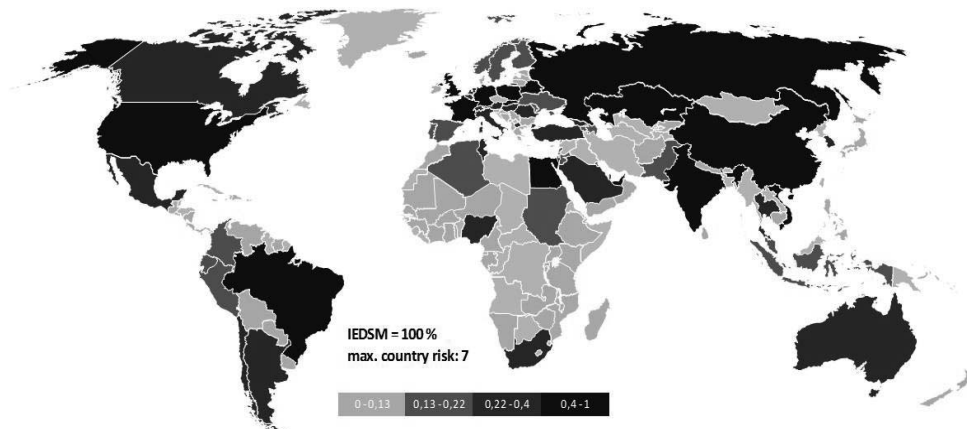 IEDSM = 100 %
max. country risk: 7
0 - 0,13 0,13 - 0,22 0,22 - 0,4 0,4 - 1